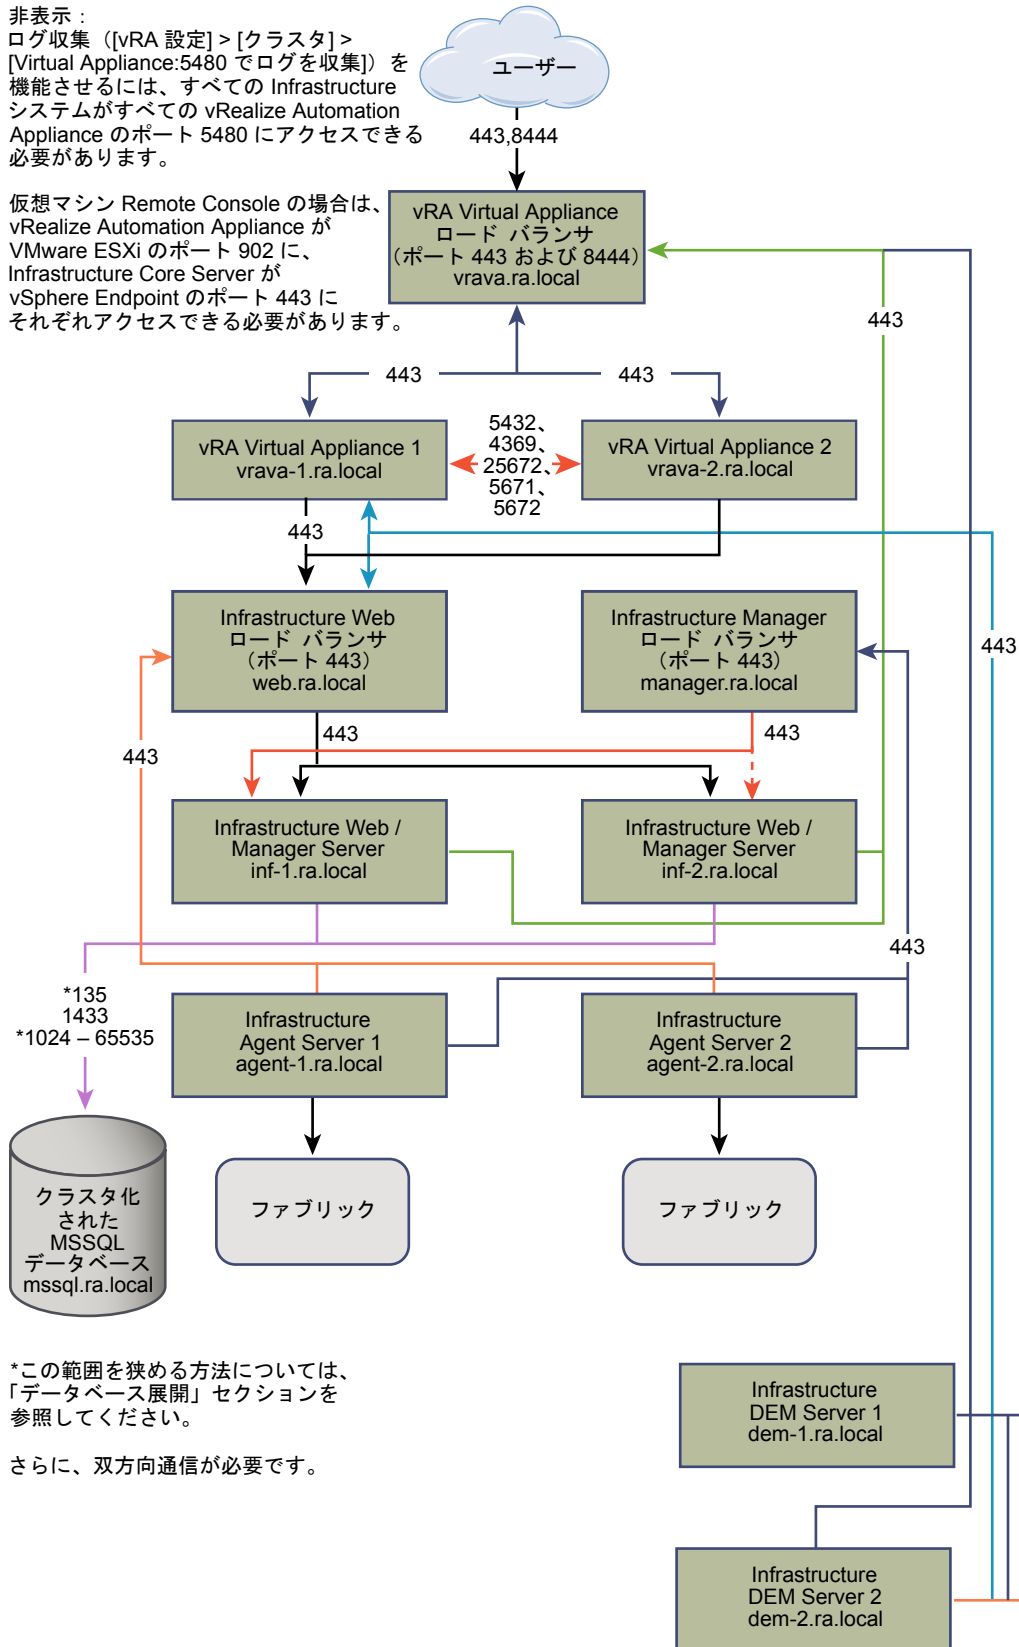 非表示：
ログ収集（[vRA 設定] > [クラスタ] >
[Virtual Appliance:5480 でログを収集]）を
機能させるには、すべての Infrastructure
システムがすべての vRealize Automation
Appliance のポート 5480 にアクセスできる
必要があります。
仮想マシン Remote Console の場合は、
vRealize Automation Appliance が
VMware ESXi のポート 902 に、
Infrastructure Core Server が
vSphere Endpoint のポート 443 に
それぞれアクセスできる必要があります。
ユーザー
443,8444
vRA Virtual Appliance
ロード バランサ
（ポート 443 および 8444）
vrava.ra.local
443
443
443
vRA Virtual Appliance 1
vrava-1.ra.local
5432、
4369、
25672、
5671、
5672
vRA Virtual Appliance 2
vrava-2.ra.local
443
Infrastructure Web
ロード バランサ
（ポート 443）
web.ra.local
Infrastructure Manager
ロード バランサ
（ポート 443）
manager.ra.local
443
443
443
443
Infrastructure Web /
Manager Server
inf-1.ra.local
Infrastructure Web /
Manager Server
inf-2.ra.local
443
*135
1433
*1024 – 65535
Infrastructure
Agent Server 1
agent-1.ra.local
Infrastructure
Agent Server 2
agent-2.ra.local
クラスタ化
された
MSSQL
データベース
mssql.ra.local
ファブリック
ファブリック
*この範囲を狭める方法については、
「データベース展開」セクションを
参照してください。
さらに、双方向通信が必要です。
Infrastructure
DEM Server 1
dem-1.ra.local
Infrastructure
DEM Server 2
dem-2.ra.local